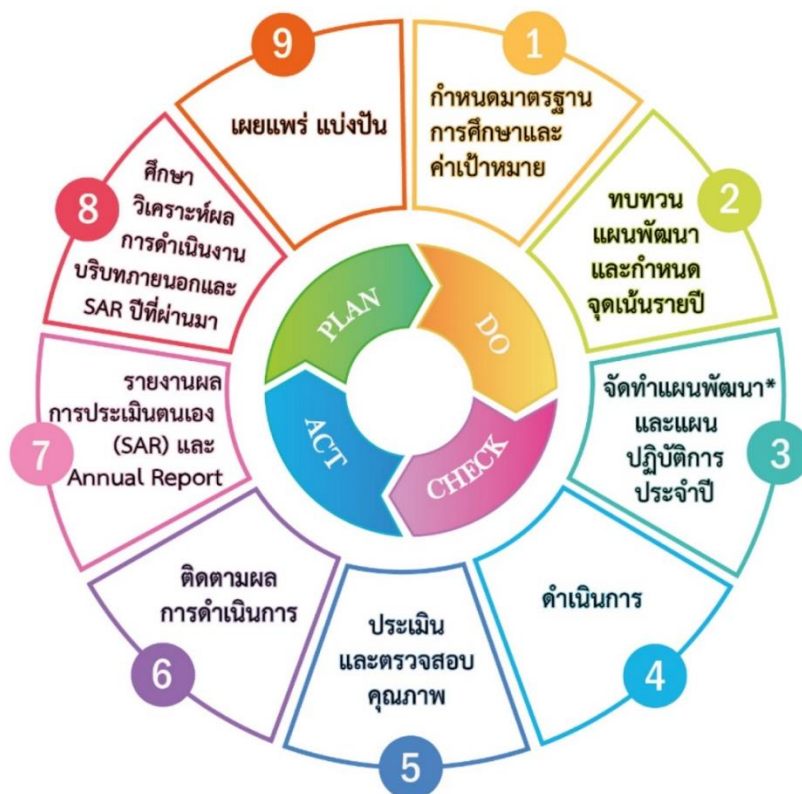 1
กำหนดมาตรฐาน
การศึกษาและ
ค่าเป้าหมาย
2
ทบทวน
แผนพัฒนา
และกำหนด
จุดเน้นรายปี
3
จัดทำแผนพัฒนา*
และแผน
ปฏิบัติการ
ประจำปี
4
ดำเนินการ
5
ประเมิน
และตรวจสอบ
คุณภาพ
6
ติดตามผล
การดำเนินการ
7
รายงานผล
การประเมินตนเอง
(SAR) และ
Annual Report
8
ศึกษา
วิเคราะห์ผล
การดำเนินงาน
บริบทภายนอกและ
SAR ปีที่ผ่านมา
9
เผยแพร่ แบ่งปัน
PLAN
DO
CHECK
ACT